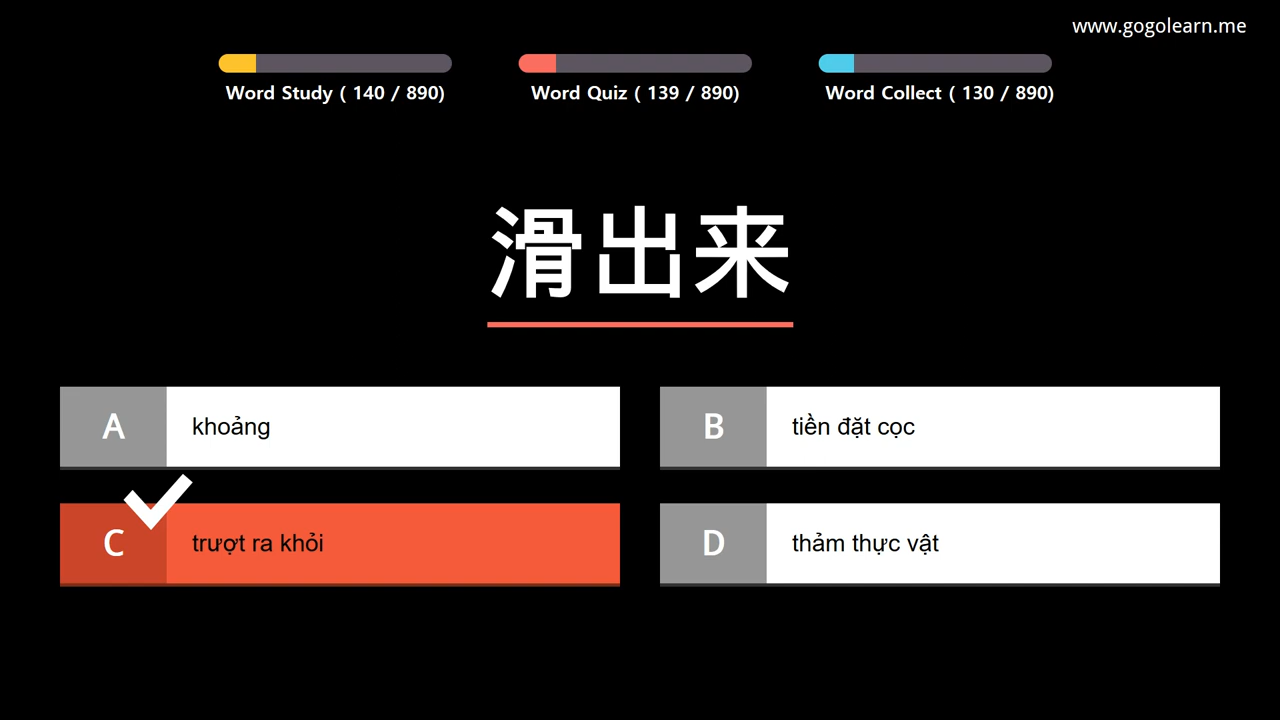 www.gogolearn.me
Word Study ( 140 / 890)
Word Quiz ( 139 / 890)
Word Collect ( 130 / 890)
滑出来
A
khoảng
B
tiền đặt cọc
C
trượt ra khỏi
D
thảm thực vật